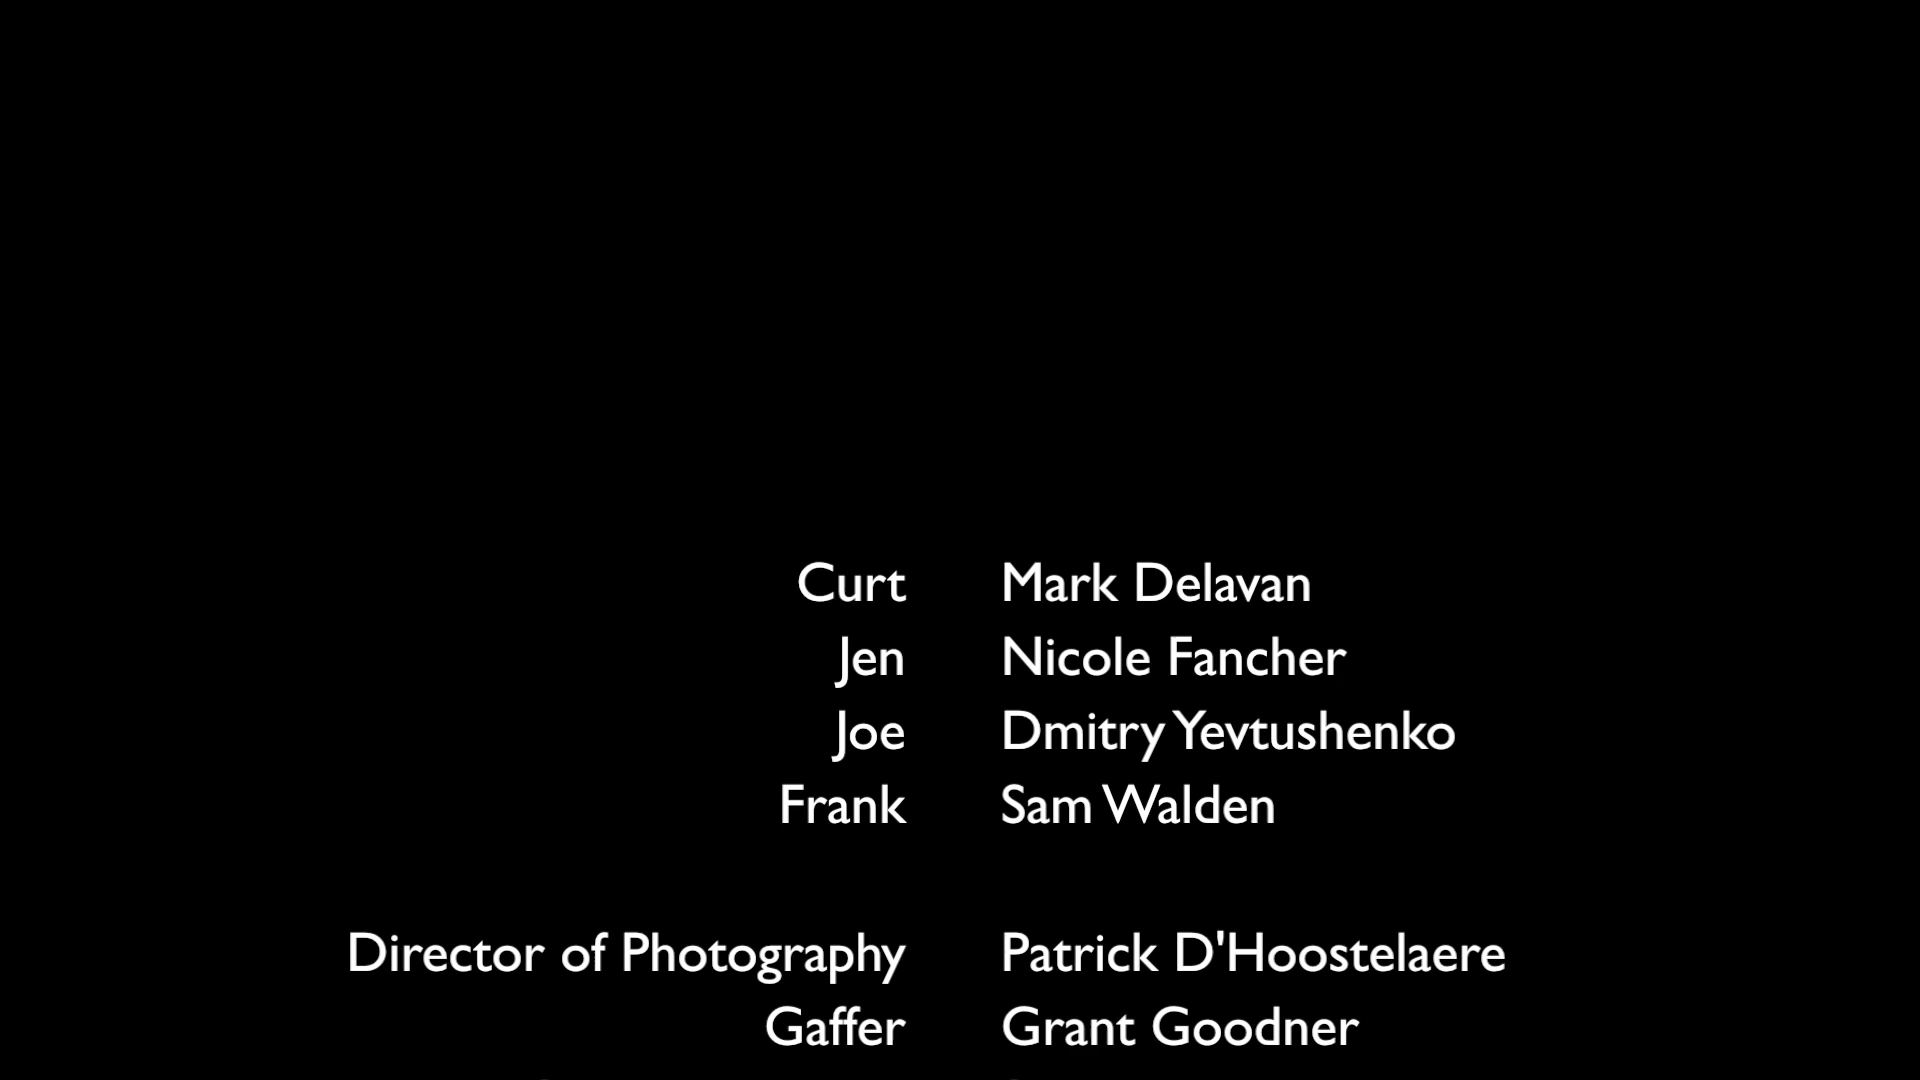 Curt Mark Delavan
Jen Nicole Fancher
Joe Dmitry Yevtushenko
Frank Sam Walden
Director of Photography Patrick D'Hoostelaere
Gaffer Grant Goodner